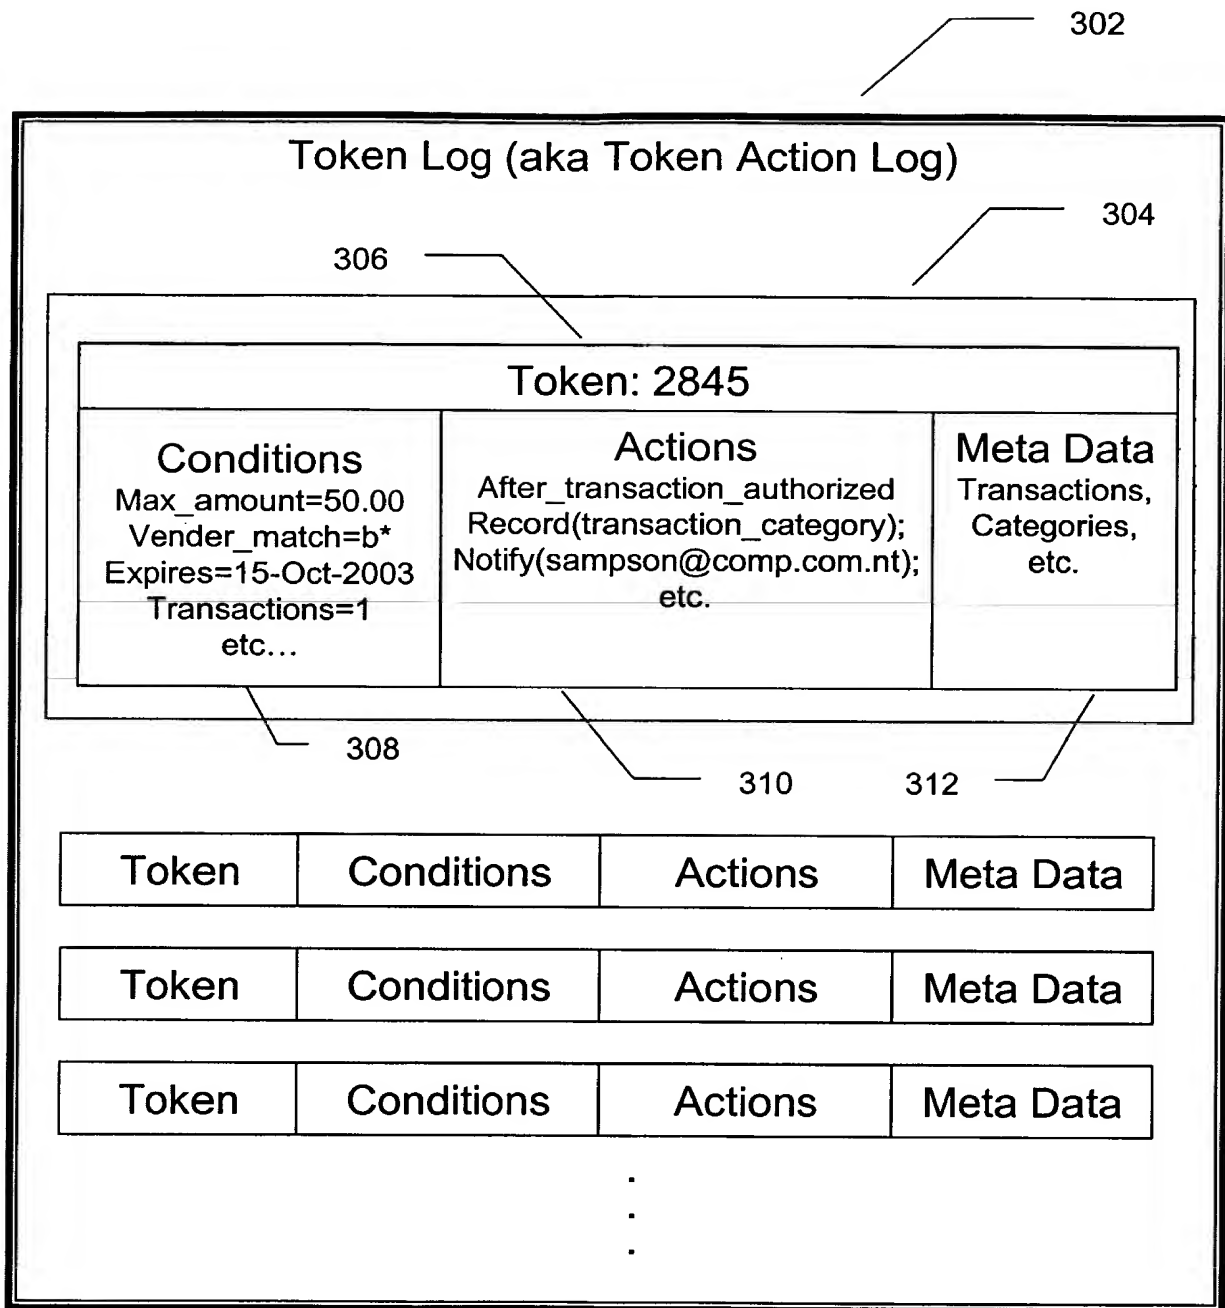 302
Token Log (aka Token Action Log)
304
306
Token: 2845
Conditions
Max_amount=50.00
Vender_match=b*
Expires=15-Oct-2003
Transactions=1
etc...
Actions
After_transaction_authorized
Record(transaction_category);
Notify(sampson@comp.com.nt);
etc.
Meta Data
Transactions,
Categories,
etc.
308
310
312
Token Conditions Actions Meta Data
Token Conditions Actions Meta Data
Token Conditions Actions Meta Data